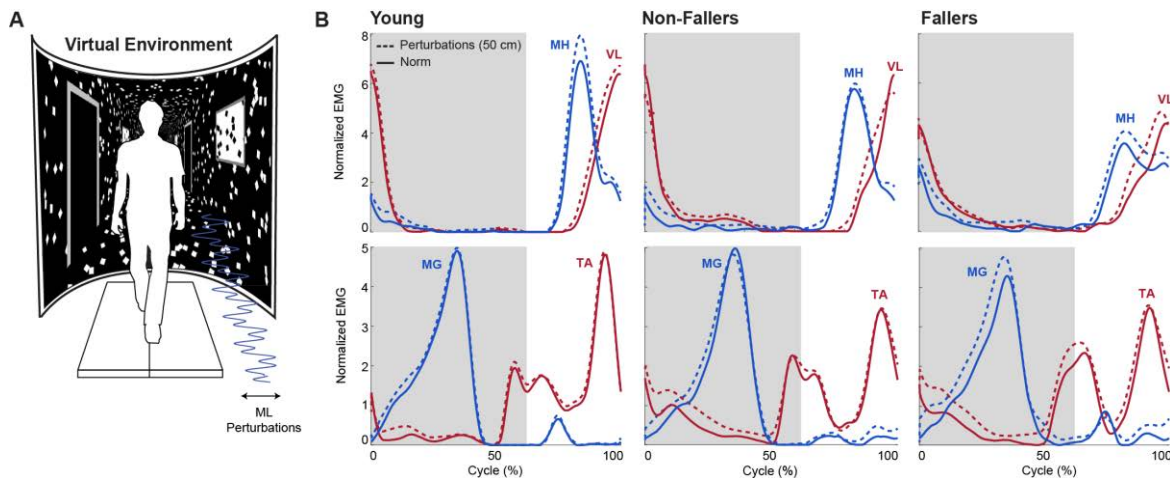 A
Virtual Environment
ML
Perturbations
B
Young
Non-Fallers
Fallers
Perturbations (50 cm)
Norm
MH
VL
MH
VL
MH
VL
Normalized EMG
8
6
4
2
0
MG
TA
MG
TA
MG
TA
Normalized EMG
5
4
3
2
1
0
0
50
100
0
50
100
0
50
100
Cycle (%)
Cycle (%)
Cycle (%)